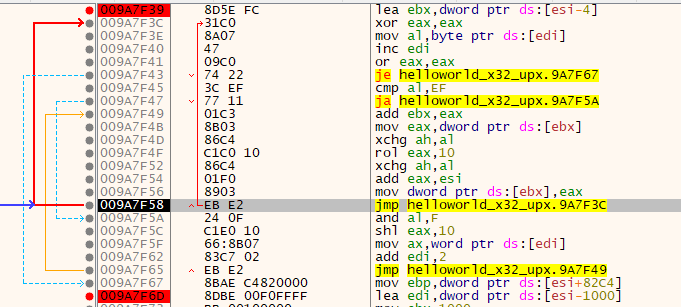 009A7F39 8D5E FC lea ebx,dword ptr ds:[esi-4]
009A7F3C 31C0 xor eax,eax
009A7F3E 8A07 mov al,byte ptr ds:[edi]
009A7F40 47 inc edi
009A7F41 09C0 or eax,eax
009A7F43 74 22 je helloworld_x32_upx.9A7F67
009A7F45 3C EF cmp al,EF
009A7F47 77 11 ja helloworld_x32_upx.9A7F5A
009A7F49 01C3 add ebx,eax
009A7F4B 8B03 mov eax,dword ptr ds:[ebx]
009A7F4D 86C4 xchg ah,al
009A7F4F C1C0 10 rol eax,10
009A7F52 86C4 xchg ah,al
009A7F54 01F0 add eax,esi
009A7F56 8903 mov dword ptr ds:[ebx],eax
009A7F58 EB E2 jmp helloworld_x32_upx.9A7F3C
009A7F5A 24 0F and al,F
009A7F5C C1E0 10 shl eax,10
009A7F5F 66:8B07 mov ax,word ptr ds:[edi]
009A7F62 83C7 02 add edi,2
009A7F65 EB E2 jmp helloworld_x32_upx.9A7F49
009A7F67 8BAE C4820000 mov ebp,dword ptr ds:[esi+82C4]
009A7F6D 8DBE 00F0FFFF lea edi,dword ptr ds:[esi-1000]